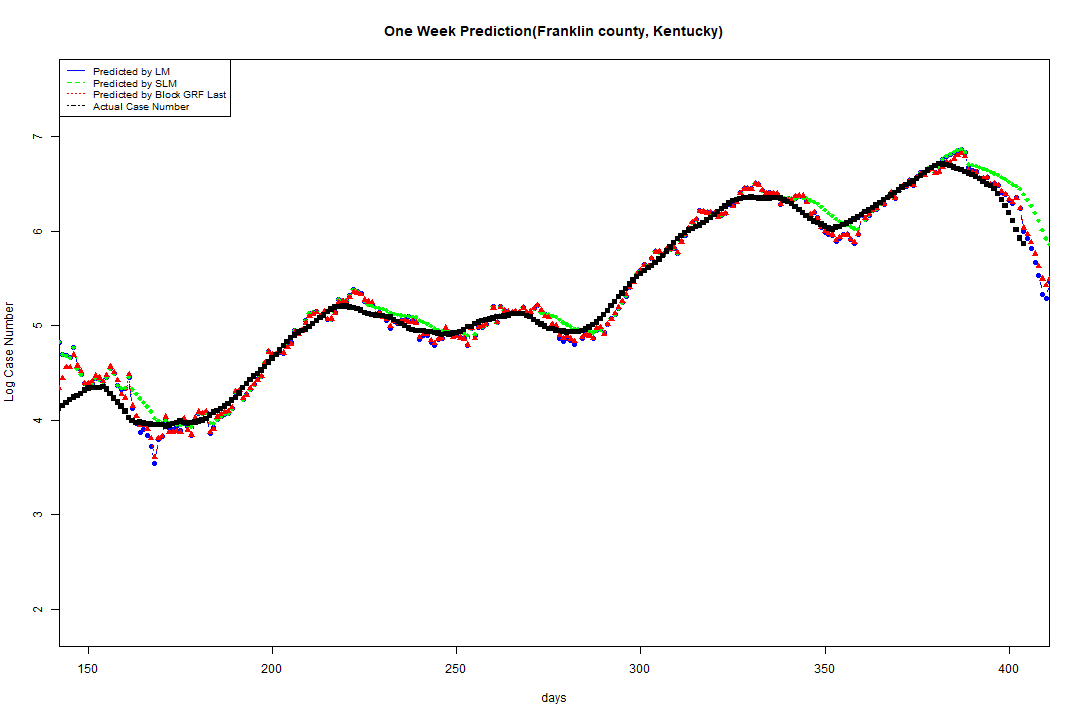 One Week Prediction(Franklin county, Kentucky)
Predicted by LM
Predicted by SLM
Predicted by Block GRF Last
Actual Case Number
7
6
5
4
3
2
Log Case Number
150 200 250 300 350 400
days